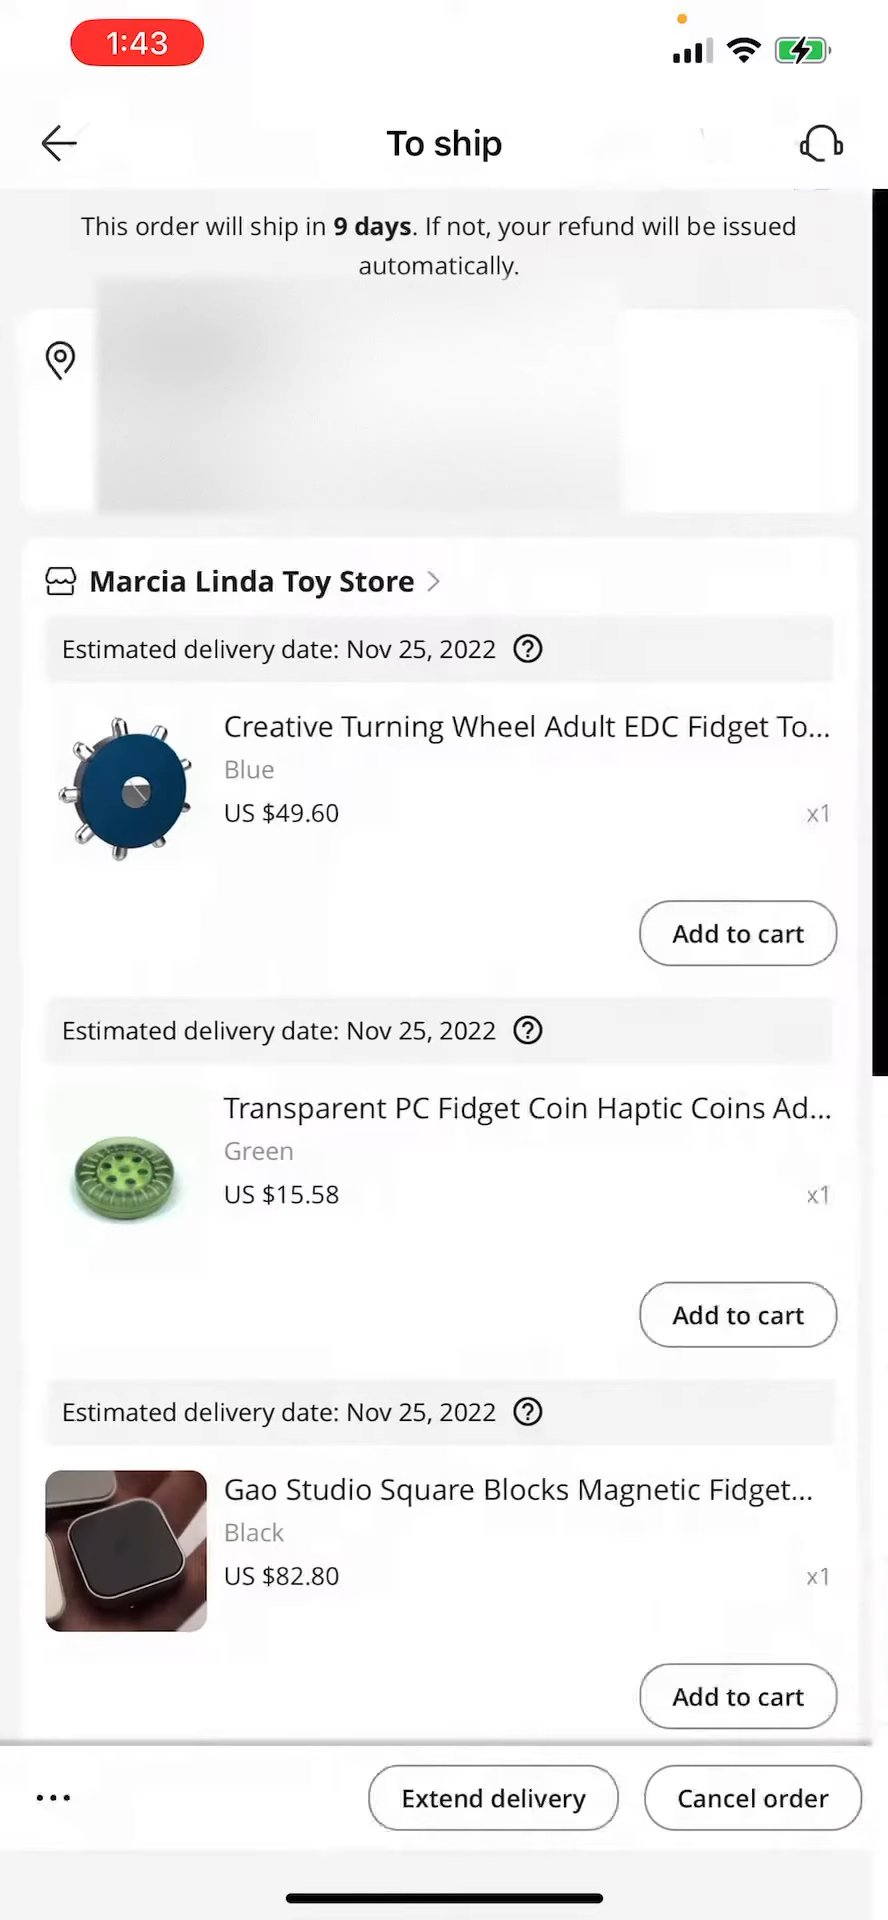 1:43
To ship
This order will ship in 9 days. If not, your refund will be issued
automatically.
Marcia Linda Toy Store
Estimated delivery date: Nov 25, 2022
Creative Turning Wheel Adult EDC Fidget To...
Blue
US $49.60
x1
Add to cart
Estimated delivery date: Nov 25, 2022
Transparent PC Fidget Coin Haptic Coins Ad...
Green
US $15.58
x1
Add to cart
Estimated delivery date: Nov 25, 2022
Gao Studio Square Blocks Magnetic Fidget...
Black
US $82.80
x1
Add to cart
Extend delivery
Cancel order